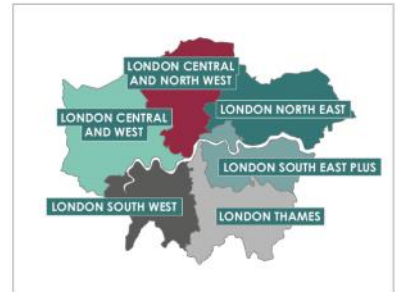 LONDON CENTRAL
AND NORTH WEST
LONDON NORTH EAST
LONDON CENTRAL
AND WEST
LONDON SOUTH EAST PLUS
LONDON SOUTH WEST
LONDON THAMES